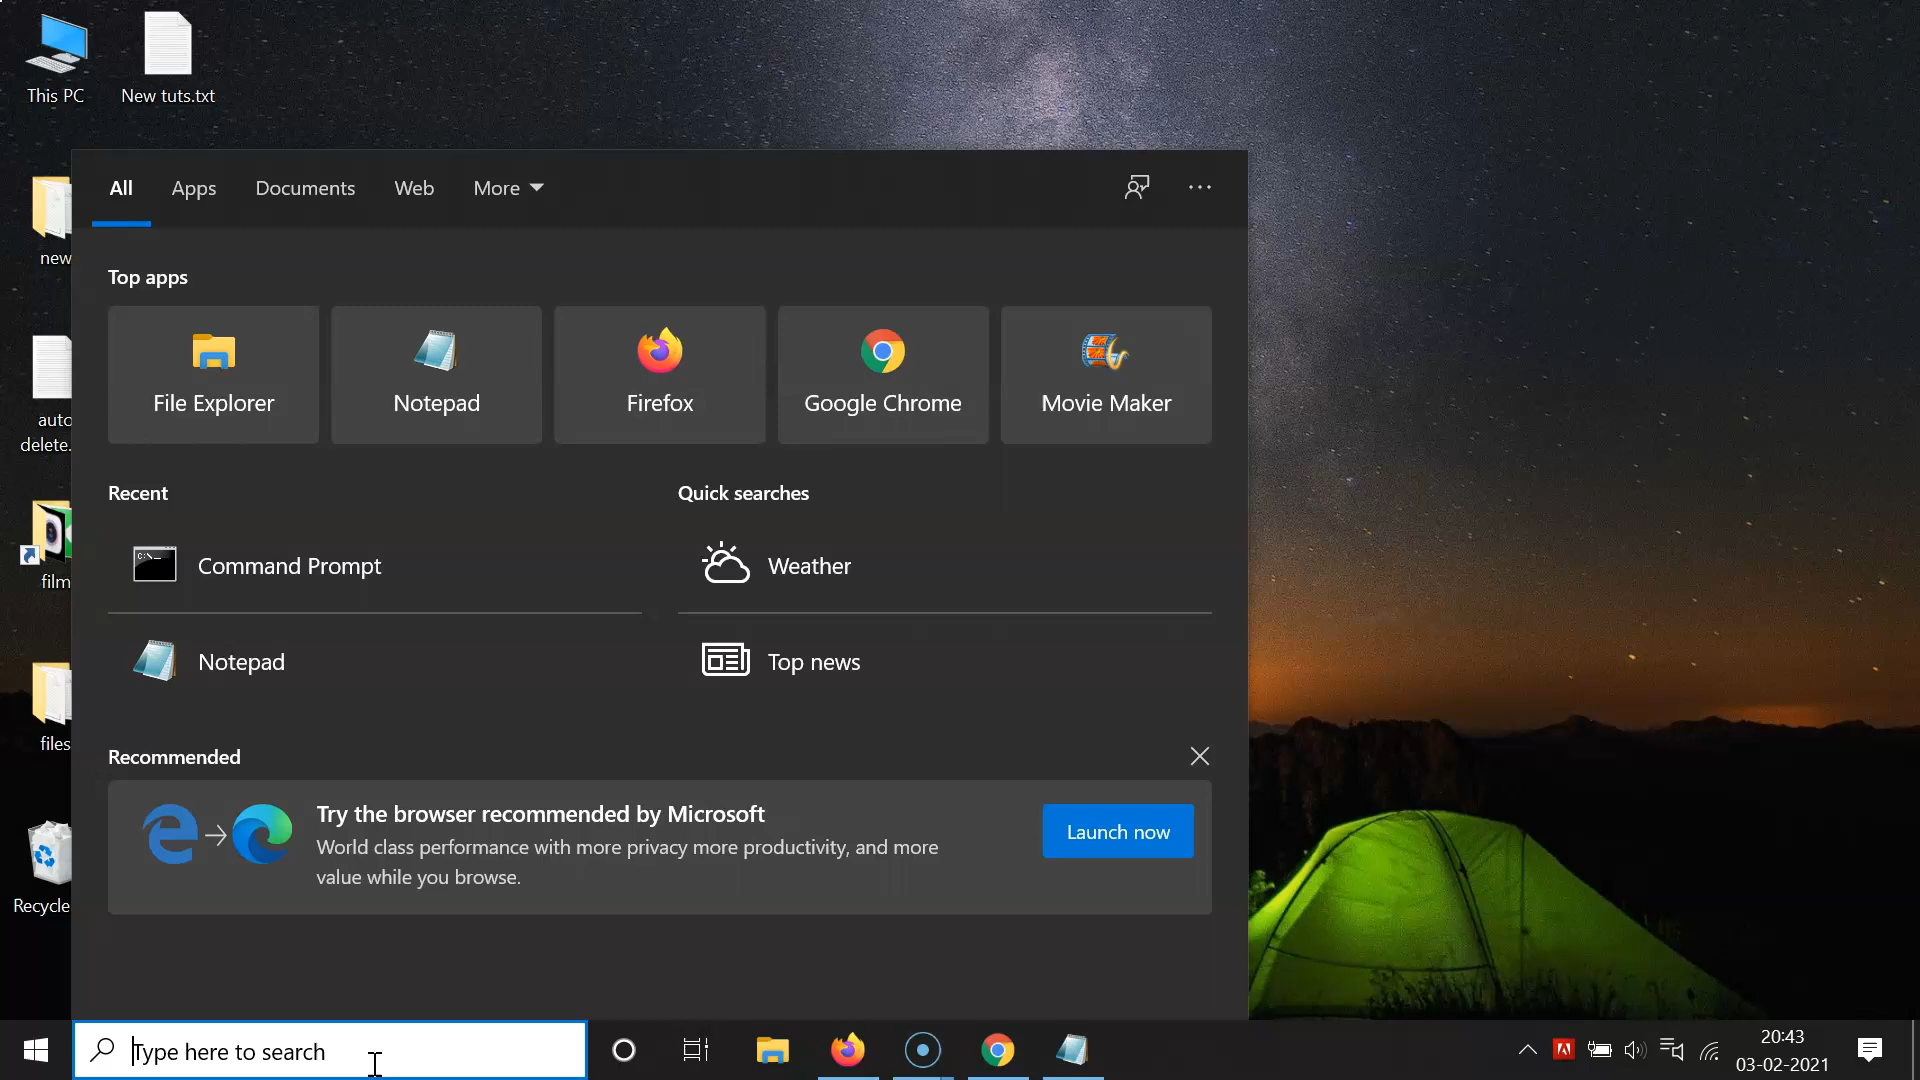 This PC
New tuts.txt
new
auto
delete.
film
files
Recycle
All
Apps
Documents
Web
More
Top apps
File Explorer
Notepad
Firefox
Google Chrome
Movie Maker
Recent
Quick searches
Command Prompt
Weather
Notepad
Top news
Recommended
Try the browser recommended by Microsoft
World class performance with more privacy more productivity, and more
value while you browse.
Launch now
Type here to search
20:43
03-02-2021